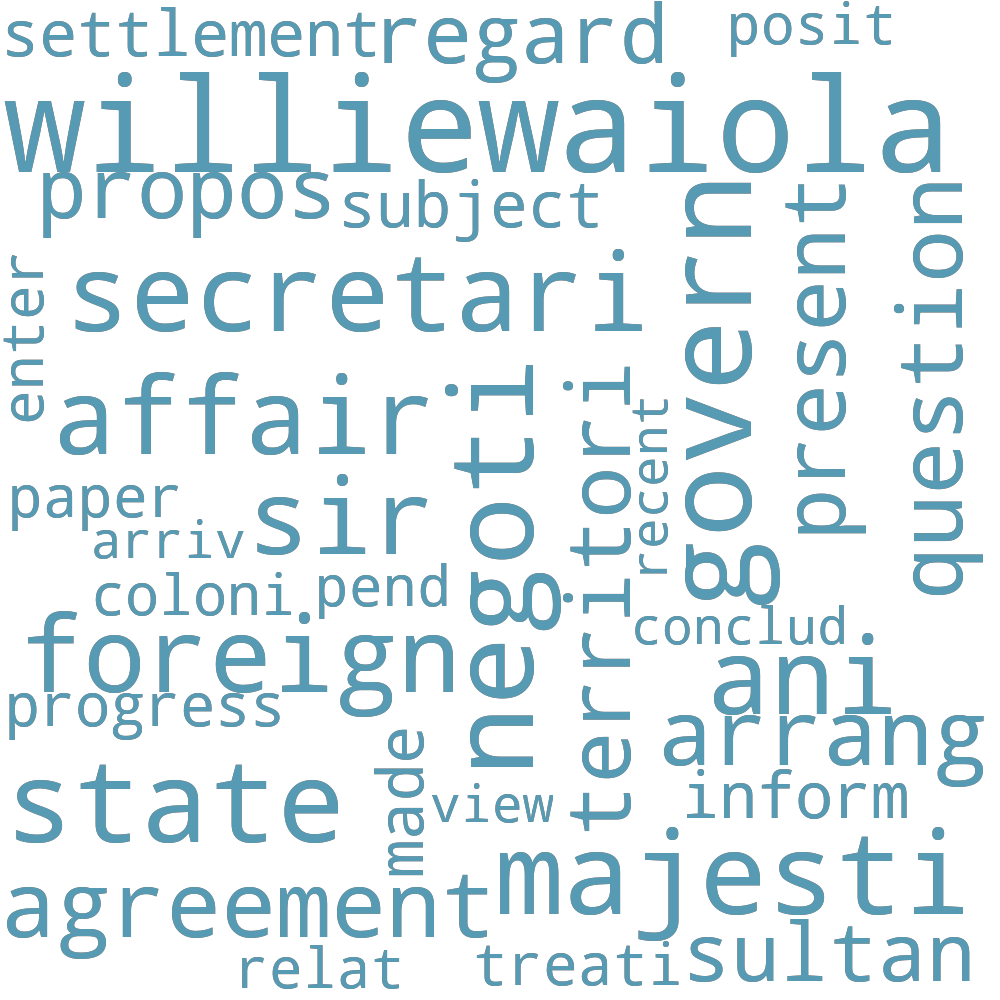 settlement regard posit
williewaiola
propos subject
secretari
enter
govern
present
question
affair
negoti
territori
recent
paper
sir
arriv
coloni pend
conclud
foreign
ani
progress
arrang
state
made
view
inform
majesti
agreement
sultan
relat treati